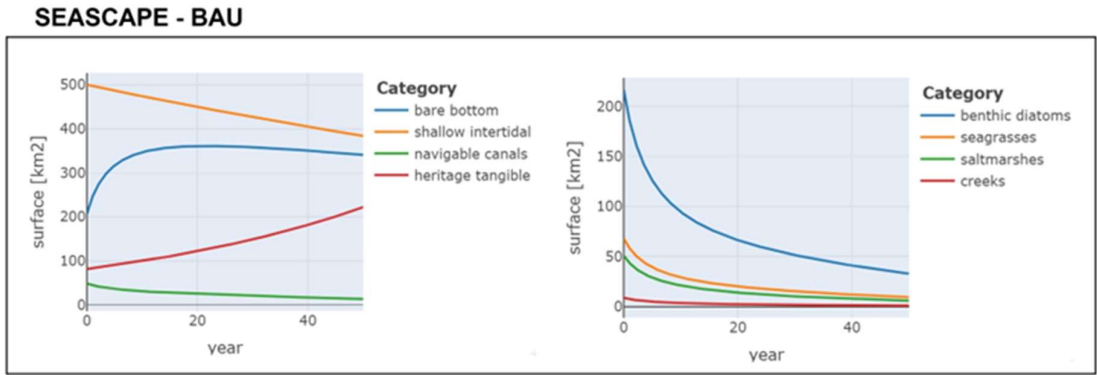 SEASCAPE - BAU
500
400
300
200
100
0
surface [km2]
0 20 40
year
Category
bare bottom
shallow intertidal
navigable canals
heritage tangible
200
150
100
50
0
surface [km2]
0 20 40
year
Category
benthic diatoms
seagrasses
saltmarshes
creeks